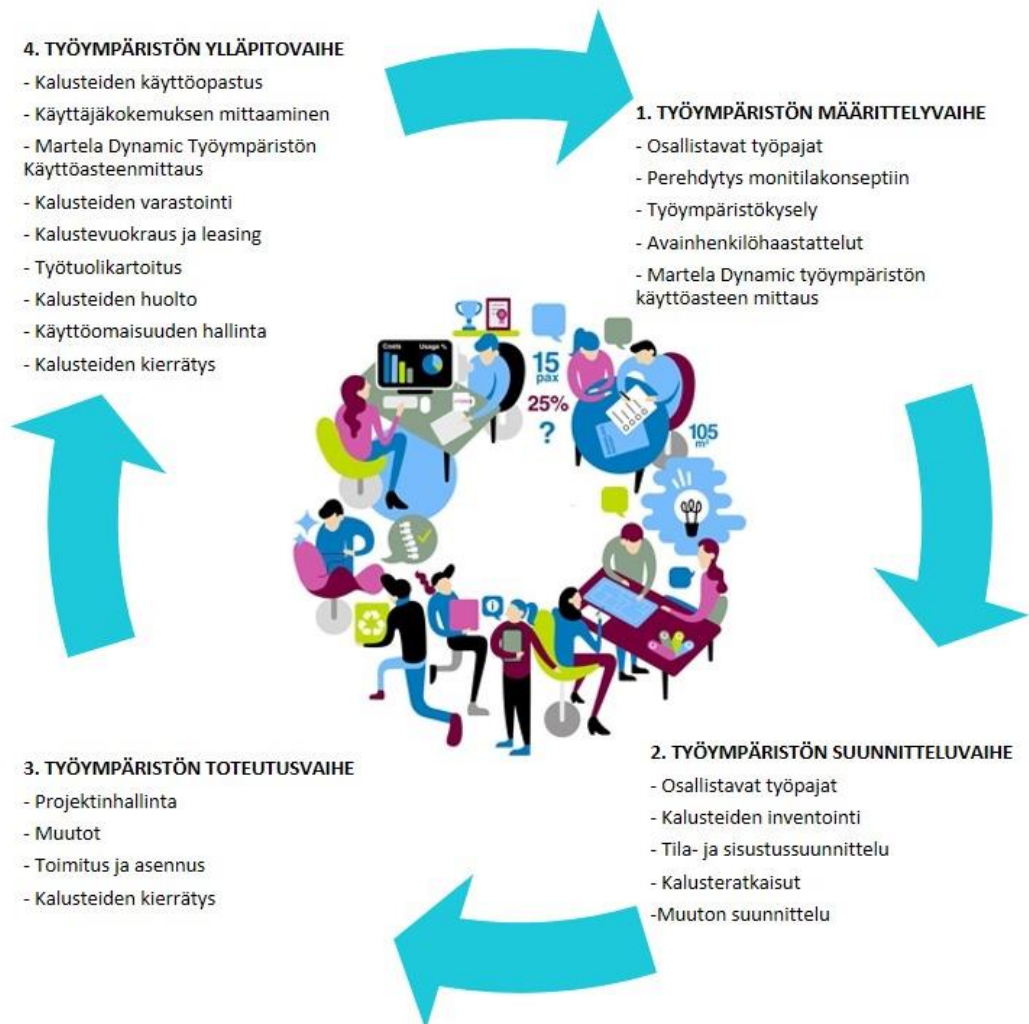 4. TYÖYMPÄRISTÖN YLLÄPITOVAIHE
- Kalusteiden käyttöopastus
- Käyttäjäkokemuksen mittaaminen
- Martela Dynamic Työympäristön
Käyttöasteenmittaus
- Kalusteiden varastointi
- Kalustevuokraus ja leasing
- Työtuolikartoitus
- Kalusteiden huolto
- Käyttöomaisuuden hallinta
- Kalusteiden kierrätys
1. TYÖYMPÄRISTÖN MÄÄRITTELYVAIHE
- Osallistavat työpajat
- Perehdytys monitilakonseptiin
- Työympäristökysely
- Avainhenkilöhaastattelut
- Martela Dynamic työympäristön
käyttöasteen mittaus
Costs Usage %
15
pax
25%
?
105
m²
i
2. TYÖYMPÄRISTÖN SUUNNITTELUVAIHE
- Osallistavat työpajat
- Kalusteiden inventointi
- Tila- ja sisustussuunnittelu
- Kalusteratkaisut
-Muuton suunnittelu
3. TYÖYMPÄRISTÖN TOTEUTUSVAIHE
- Projektinhallinta
- Muutot
- Toimitus ja asennus
- Kalusteiden kierrätys